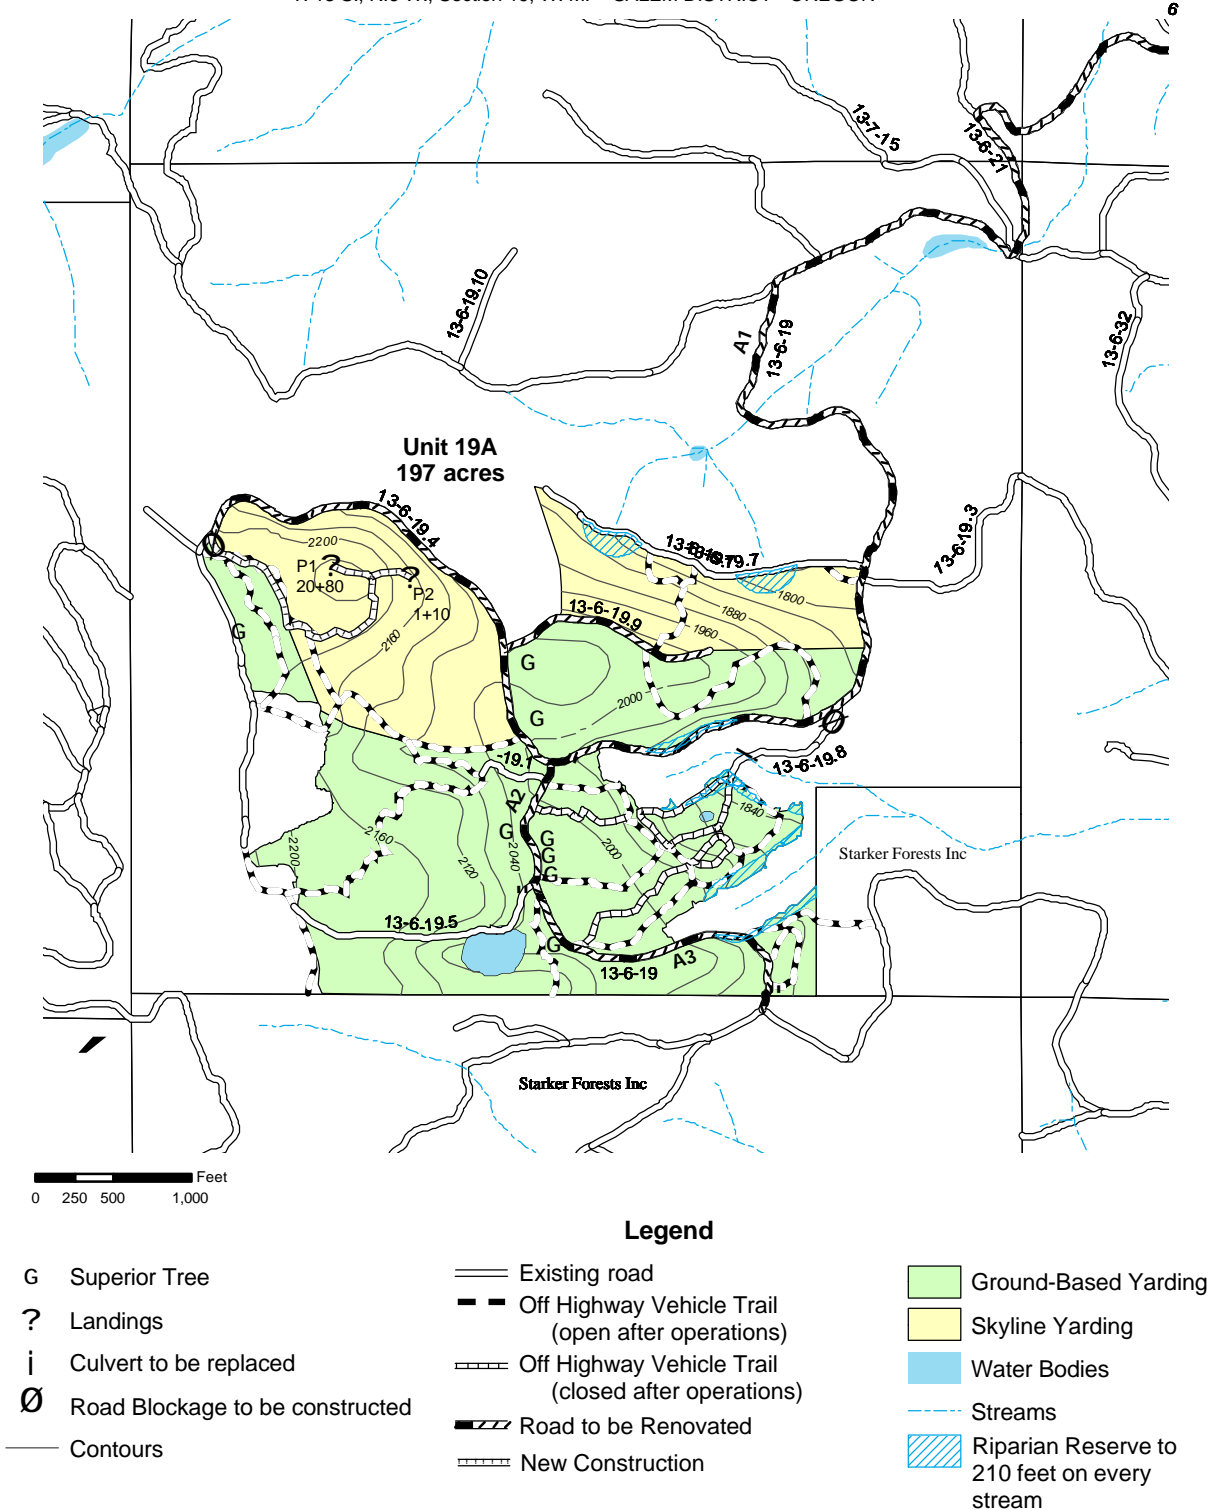 6
13-7-15
13-6-21
13-6-19.10
A1
13-6-19
13-6-32
Unit 19A
197 acres
13-6-19.4
13-6-19.3
2200
P1
20+80
?
?
P2
1+10
G
2160
13-6-19.7
1800
1880
1960
13-6-19.9
G
2000
G
Ø
Ø
-19.1
13-6-19.8
A2
1840
G
G
G
G
2160
2200
2120
2040
2000
Starker Forests Inc
13-6-19.5
G
A3
13-6-19
Starker Forests Inc
Feet
0 250 500 1,000
Legend
G Superior Tree
? Landings
i Culvert to be replaced
Ø Road Blockage to be constructed
Contours
Existing road
Off Highway Vehicle Trail
(open after operations)
Off Highway Vehicle Trail
(closed after operations)
Road to be Renovated
New Construction
Ground-Based Yarding
Skyline Yarding
Water Bodies
Streams
Riparian Reserve to
210 feet on every
stream